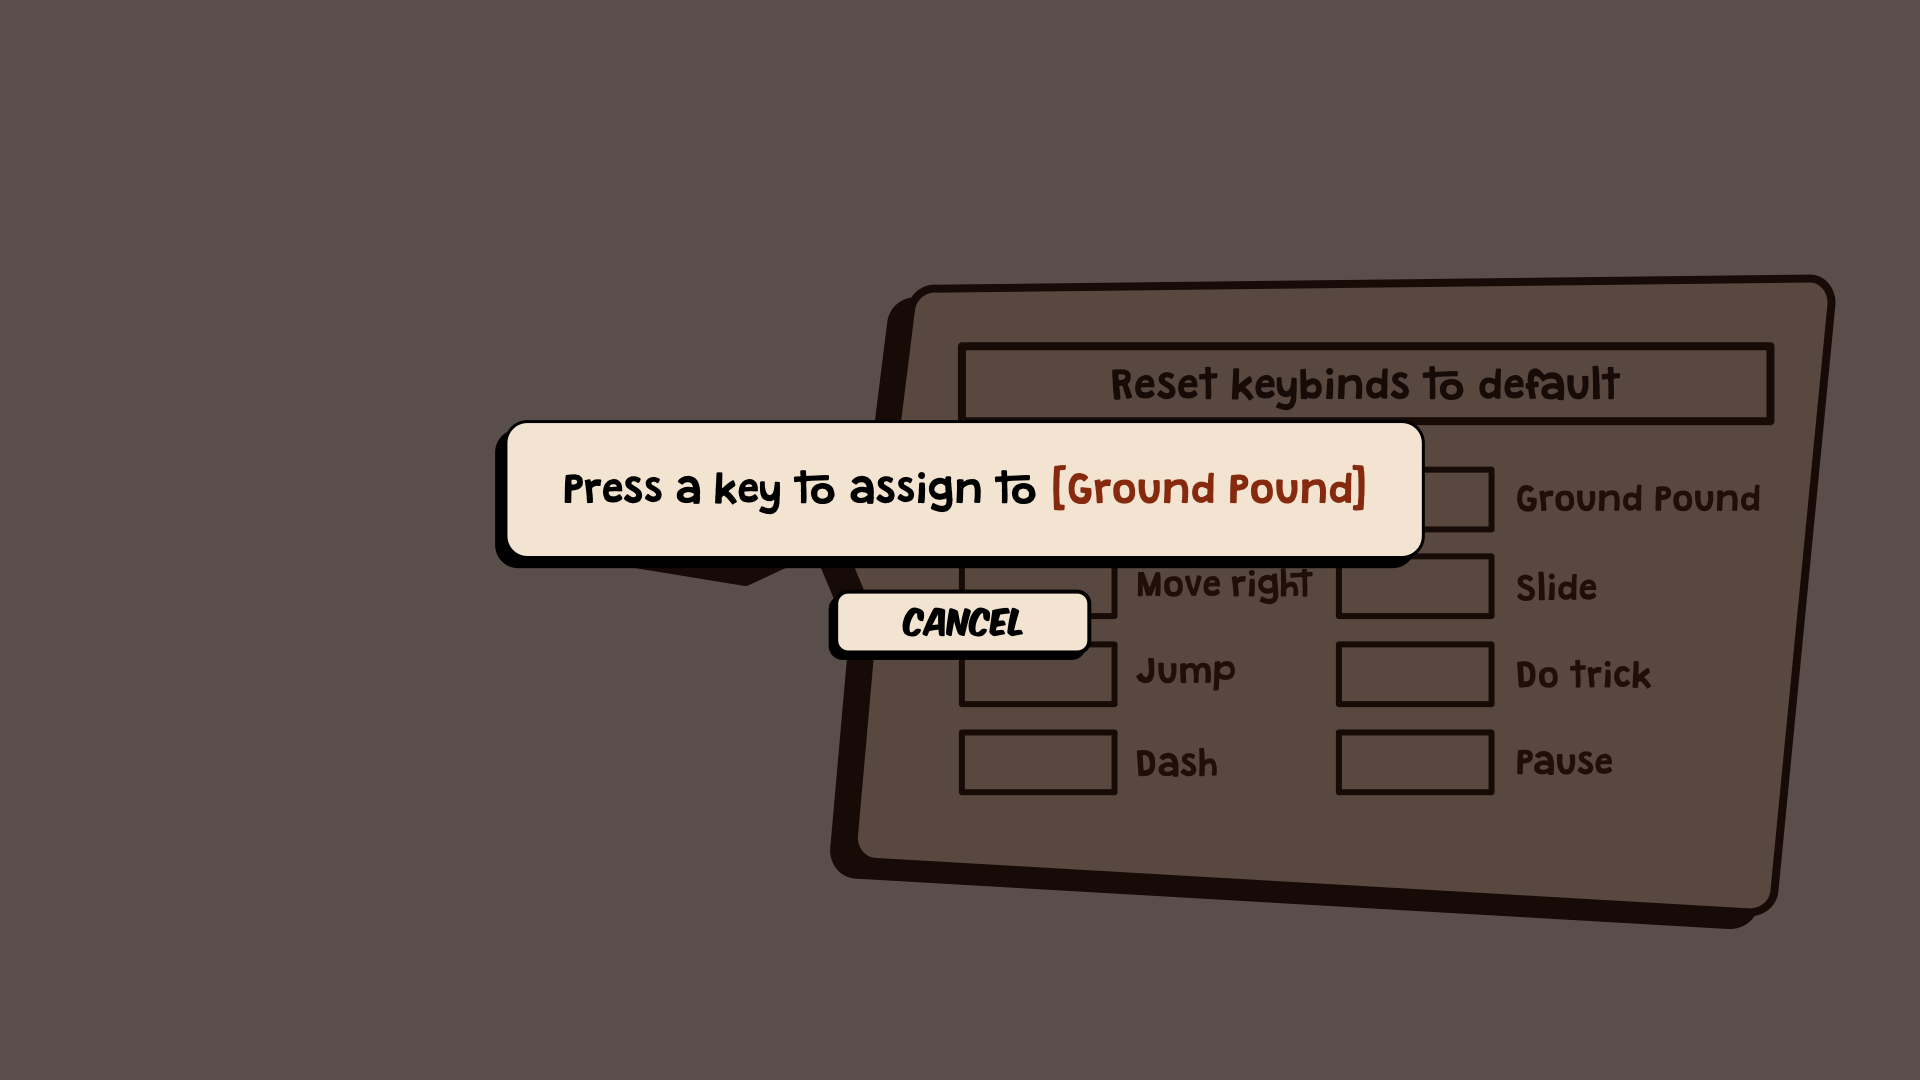 Reset keybinds to default
Press a key to assign to [Ground Pound]
Ground Pound
Move right
Slide
CANCEL
Jump
Do trick
Dash
Pause